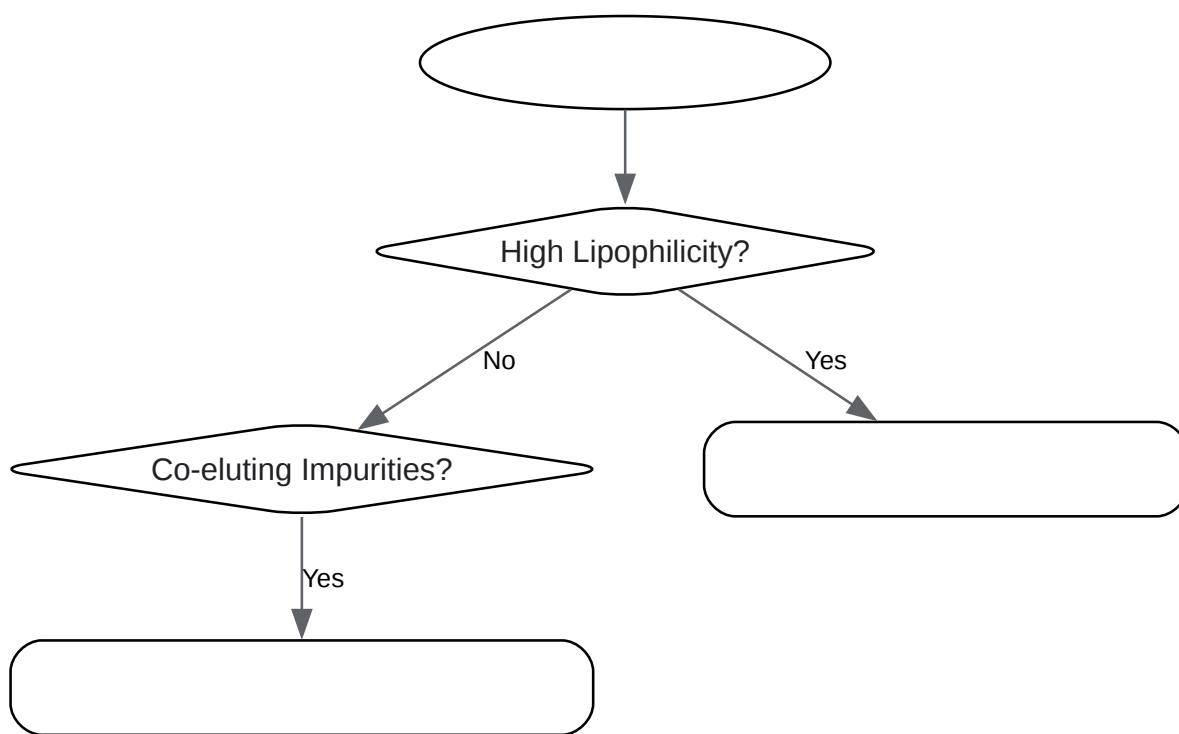 High Lipophilicity?
No
Yes
Co-eluting Impurities?
Yes